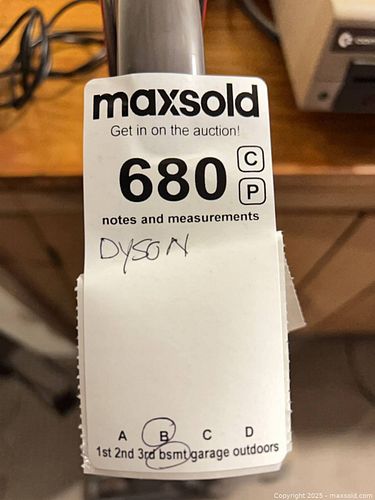 maxsold
Get in on the auction!
680
C
P
notes and measurements
DYSON
A B C D
1st 2nd 3rd bsmt garage outdoors
Copyright 2025 - maxsold.com